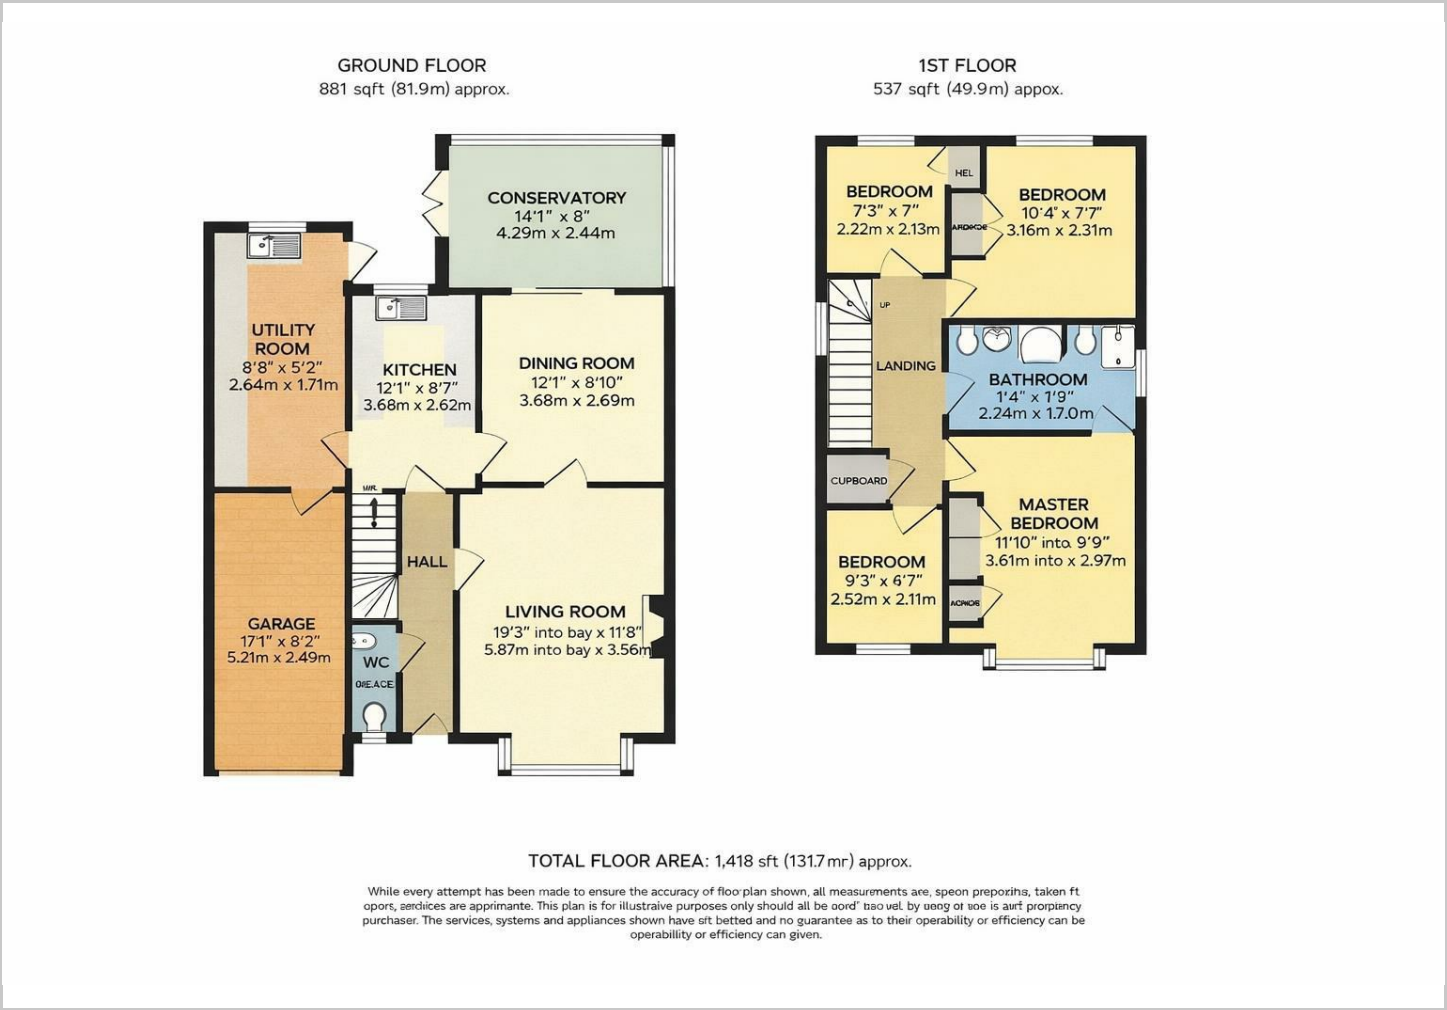 GROUND FLOOR
881 sqft (81.9m) approx.
1ST FLOOR
537 sqft (49.9m) appox.
CONSERVATORY
14'1" x 8"
4.29m x 2.44m
UTILITY
ROOM
8'8" x 5'2"
2.64m x 1.71m
KITCHEN
12'1" x 8'7"
3.68m x 2.62m
DINING ROOM
12'1" x 8'10"
3.68m x 2.69m
HALL
GARAGE
17'1" x 8'2"
5.21m x 2.49m
WC
LIVING ROOM
19'3" into bay x 11'8"
5.87m into bay x 3.56m
BEDROOM
7'3" x 7"
2.22m x 2.13m
HEL
BEDROOM
10'4" x 7'7"
3.16m x 2.31m
UP
LANDING
BATHROOM
1'4" x 1'9"
2.24m x 1.7.0m
CUPBOARD
MASTER
BEDROOM
11'10" into 9'9"
3.61m into x 2.97m
BEDROOM
9'3" x 6'7"
2.52m x 2.11m
TOTAL FLOOR AREA: 1,418 sft (131.7mr) approx.
While every attempt has been made to ensure the accuracy of floor plan shown, all measurements are, speon taken ft
opors, are apprimante. This plan is for illustraive purposes only should all be by is
purchaser. The services, systems and appliances shown have sft betted and no guarantee as to their operability or efficiency can be
operabillity or efficiency can given.